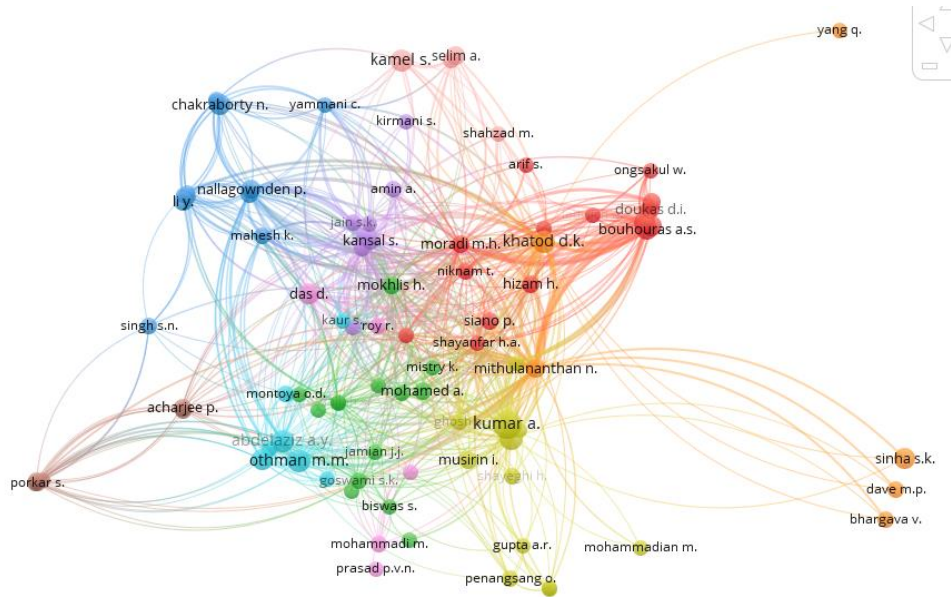 yang q.
kamel s.
selim a.
chakraborty n.
yammani c.
kirmani s.
shahzad m.
arif s.
ongsakul w.
nallagownden p.
amin a.
li y.
doukas d.i.
jain s.k.
bouhouras a.s.
mahesh k.
kansal s.
moradi m.h.
khatod d.k.
niknam t.
mokhlis h.
hizam h.
das d.
singh s.n.
kaur s.
roy r.
siano p.
shayanfar h.a.
mistry k.
mithulananthan n.
montoya o.d.
mohamed a.
acharjee p.
ghosh
kumar a.
abdelaziz a.y.
jamian j.j.
othman m.m.
musirin i.
sinha s.k.
shayeghi h.
porkar s.
goswami s.k.
dave m.p.
biswas s.
bhargava v.
mohammadi m.
gupta a.r.
mohammadian m.
prasad p.v.n.
penangsang o.